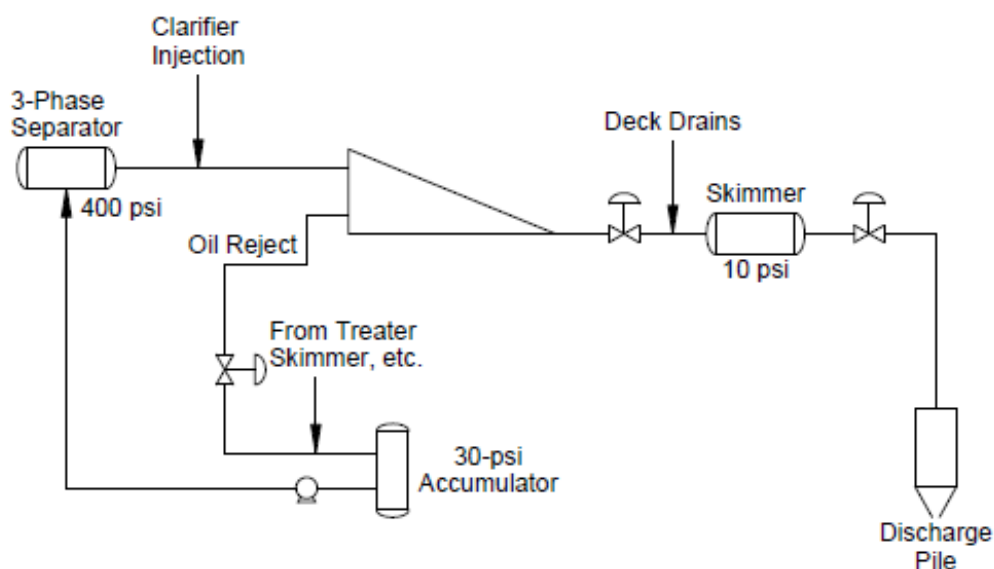 Clarifier
Injection
3-Phase
Separator
400 psi
Deck Drains
Skimmer
10 psi
Oil Reject
From Treater
Skimmer, etc.
30-psi
Accumulator
Discharge
Pile